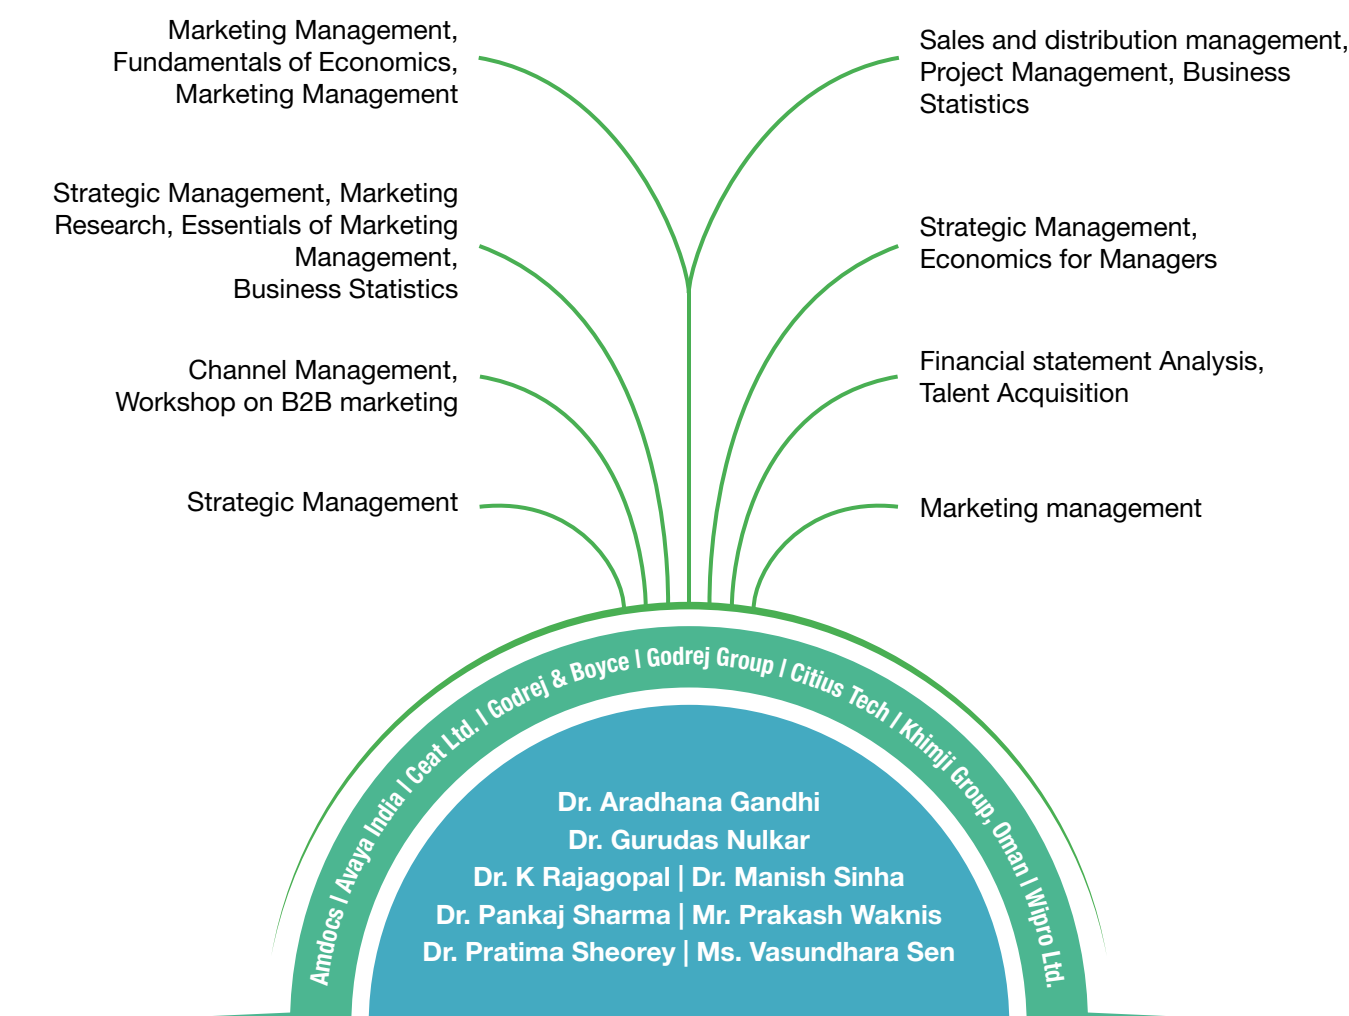 Marketing Management,
Fundamentals of Economics,
Marketing Management
Strategic Management, Marketing
Research, Essentials of Marketing
Management,
Business Statistics
Channel Management,
Workshop on B2B marketing
Strategic Management
Sales and distribution management,
Project Management, Business
Statistics
Strategic Management,
Economics for Managers
Financial statement Analysis,
Talent Acquisition
Marketing management
Amdocs | Avaya India | Ceat Ltd. | Godrej & Boyce | Godrej Group | Citius Tech | Khimji Group, Oman | Wipro Ltd.
Dr. Aradhana Gandhi
Dr. Gurudas Nulkar
Dr. K Rajagopal | Dr. Manish Sinha
Dr. Pankaj Sharma | Mr. Prakash Waknis
Dr. Pratima Sheorey | Ms. Vasundhara Sen